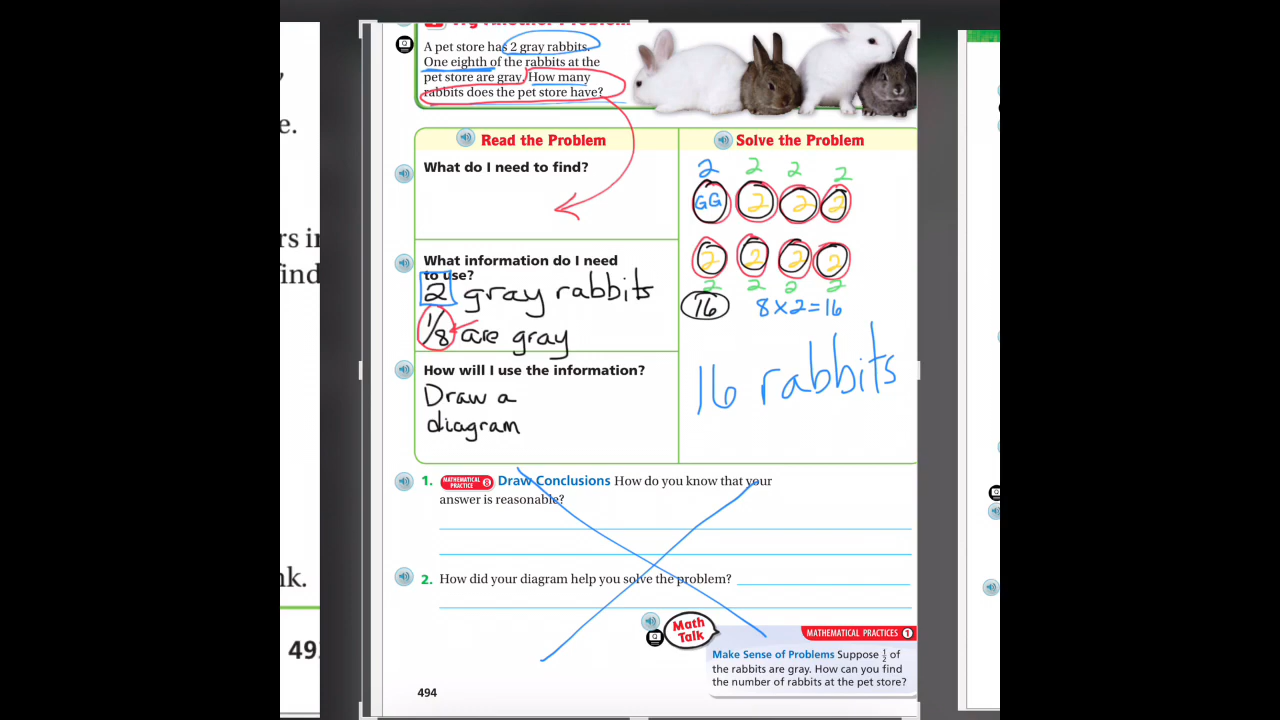 A pet store has 2 gray rabbits.
One eighth of the rabbits at the
pet store are gray. How many
rabbits does the pet store have?
Read the Problem
What do I need to find?
What information do I need
to use?
2 gray rabbits
1/8 are gray
How will I use the information?
Draw a
diagram
Solve the Problem
2 2 2 2
GG 2 2 2
2 2 2 2
2 2 2 2
16 8 x 2 = 16
16 rabbits
1. MATHEMATICAL PRACTICE 8 Draw Conclusions How do you know that your
answer is reasonable?
2. How did your diagram help you solve the problem?
Math
Talk
MATHEMATICAL PRACTICES 1
Make Sense of Problems Suppose 1/2 of
the rabbits are gray. How can you find
the number of rabbits at the pet store?
494
e.
rs in
find
nk.
49